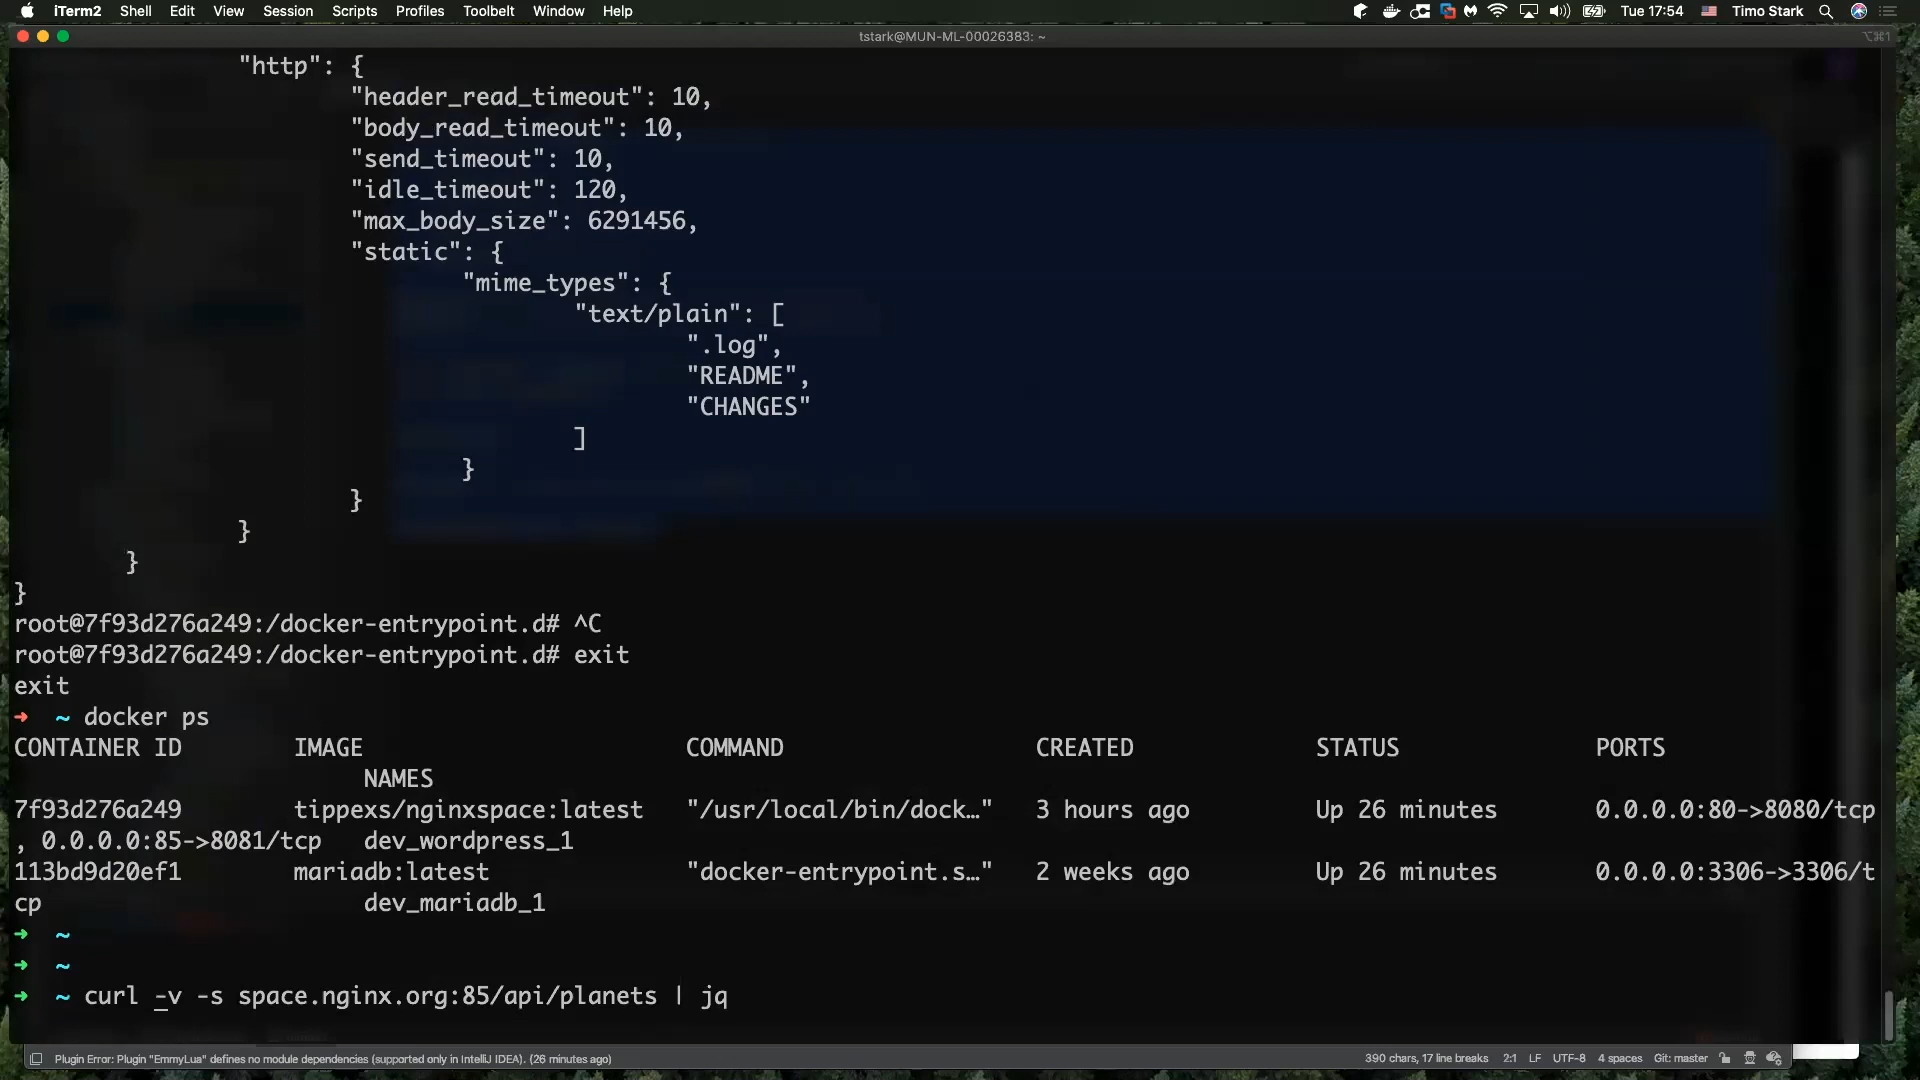 iTerm2 Shell Edit View Session Scripts Profiles Toolbelt Window Help Tue 17:54 Timo Stark
tstark@MUN-ML-00026383: ~ ⌥⌘1
"http": {
"header_read_timeout": 10,
"body_read_timeout": 10,
"send_timeout": 10,
"idle_timeout": 120,
"max_body_size": 6291456,
"static": {
"mime_types": {
"text/plain": [
".log",
"README",
"CHANGES"
]
}
}
}
}
}
root@7f93d276a249:/docker-entrypoint.d# ^C
root@7f93d276a249:/docker-entrypoint.d# exit
exit
➜ ~ docker ps
CONTAINER ID IMAGE COMMAND CREATED STATUS PORTS
NAMES
7f93d276a249 tippexs/nginxspace:latest "/usr/local/bin/dock…" 3 hours ago Up 26 minutes 0.0.0.0:80->8080/tcp
, 0.0.0.0:85->8081/tcp dev_wordpress_1
113bd9d20ef1 mariadb:latest "docker-entrypoint.s…" 2 weeks ago Up 26 minutes 0.0.0.0:3306->3306/t
cp dev_mariadb_1
➜ ~
➜ ~
➜ ~ curl -v -s space.nginx.org:85/api/planets | jq
Plugin Error: Plugin "EmmyLua" defines no module dependencies (supported only in IntelliJ IDEA). (26 minutes ago) 390 chars, 17 line breaks 2:1 LF UTF-8 4 spaces Git: master